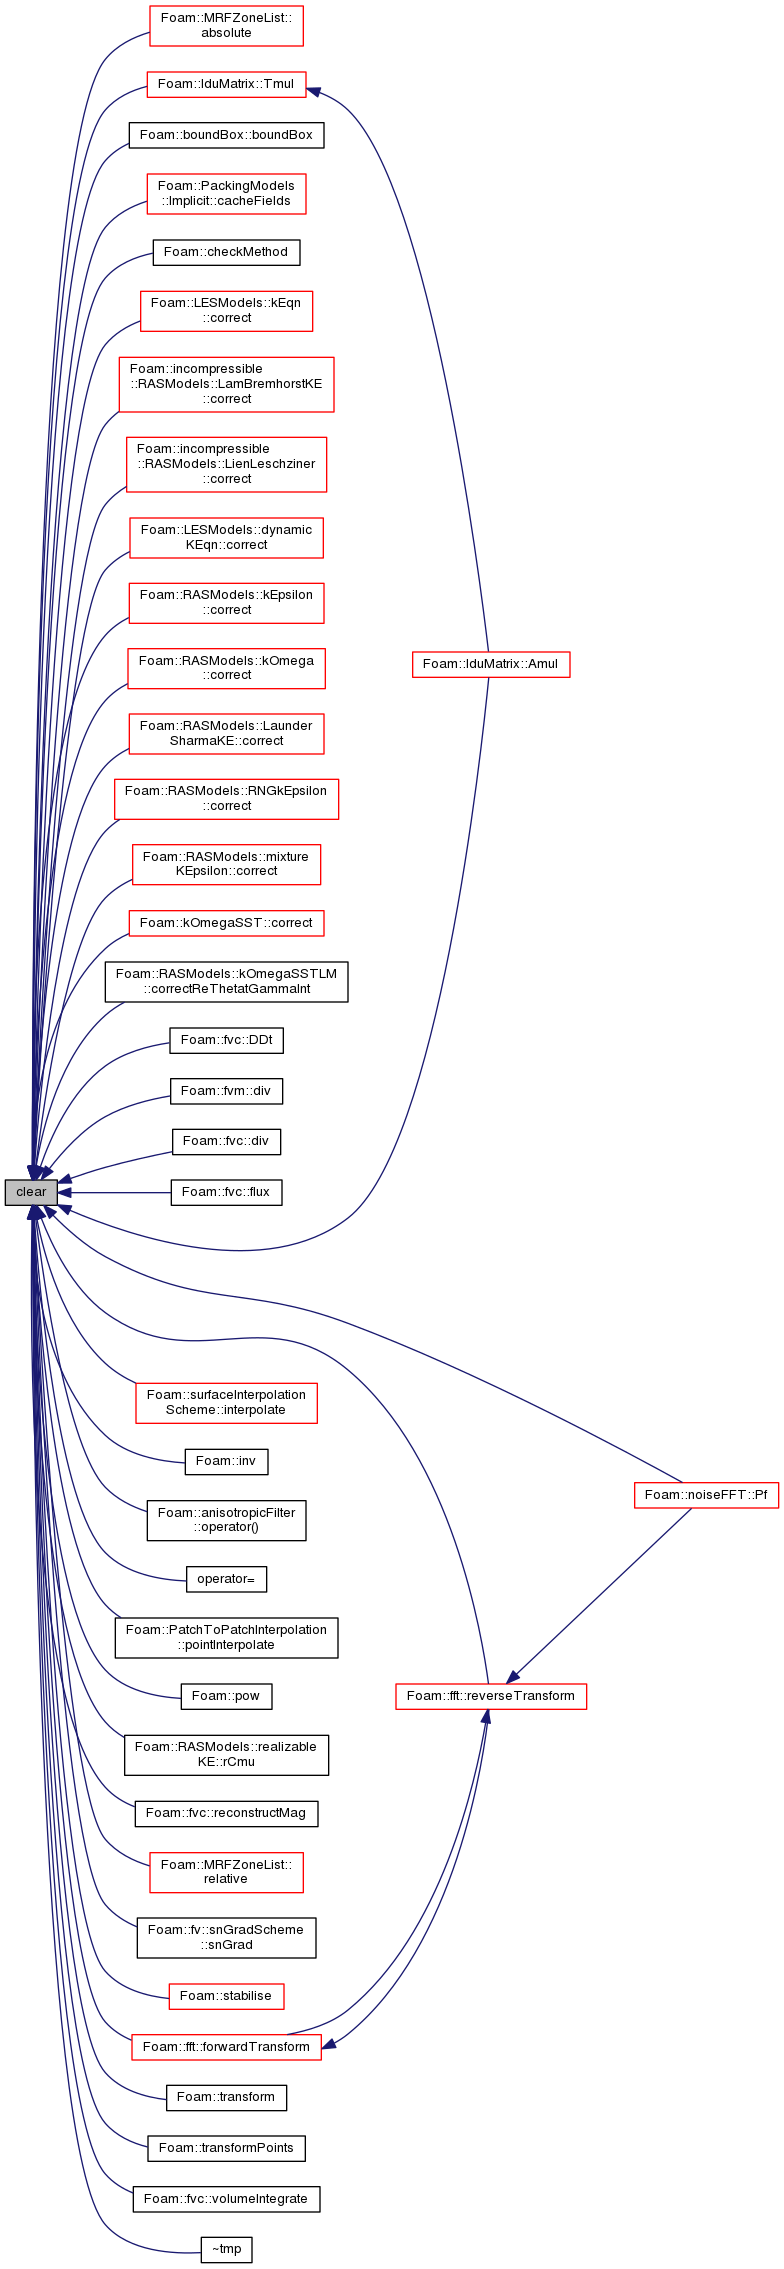 Foam::MRFZoneList::
absolute
Foam::lduMatrix::Tmul
Foam::boundBox::boundBox
Foam::PackingModels
::Implicit::cacheFields
Foam::checkMethod
Foam::LESModels::kEqn
::correct
Foam::incompressible
::RASModels::LamBremhorstKE
::correct
Foam::incompressible
::RASModels::LienLeschziner
::correct
Foam::LESModels::dynamic
KEqn::correct
Foam::RASModels::kEpsilon
::correct
Foam::RASModels::kOmega
::correct
Foam::lduMatrix::Amul
Foam::RASModels::Launder
SharmaKE::correct
Foam::RASModels::RNGkEpsilon
::correct
Foam::RASModels::mixture
KEpsilon::correct
Foam::kOmegaSST::correct
Foam::RASModels::kOmegaSSTLM
::correctReThetatGammaInt
Foam::fvc::DDt
Foam::fvm::div
Foam::fvc::div
clear
Foam::fvc::flux
Foam::surfaceInterpolation
Scheme::interpolate
Foam::inv
Foam::noiseFFT::Pf
Foam::anisotropicFilter
::operator()
operator=
Foam::PatchToPatchInterpolation
::pointInterpolate
Foam::pow
Foam::fft::reverseTransform
Foam::RASModels::realizable
KE::rCmu
Foam::fvc::reconstructMag
Foam::MRFZoneList::
relative
Foam::fv::snGradScheme
::snGrad
Foam::stabilise
Foam::fft::forwardTransform
Foam::transform
Foam::transformPoints
Foam::fvc::volumeIntegrate
~tmp